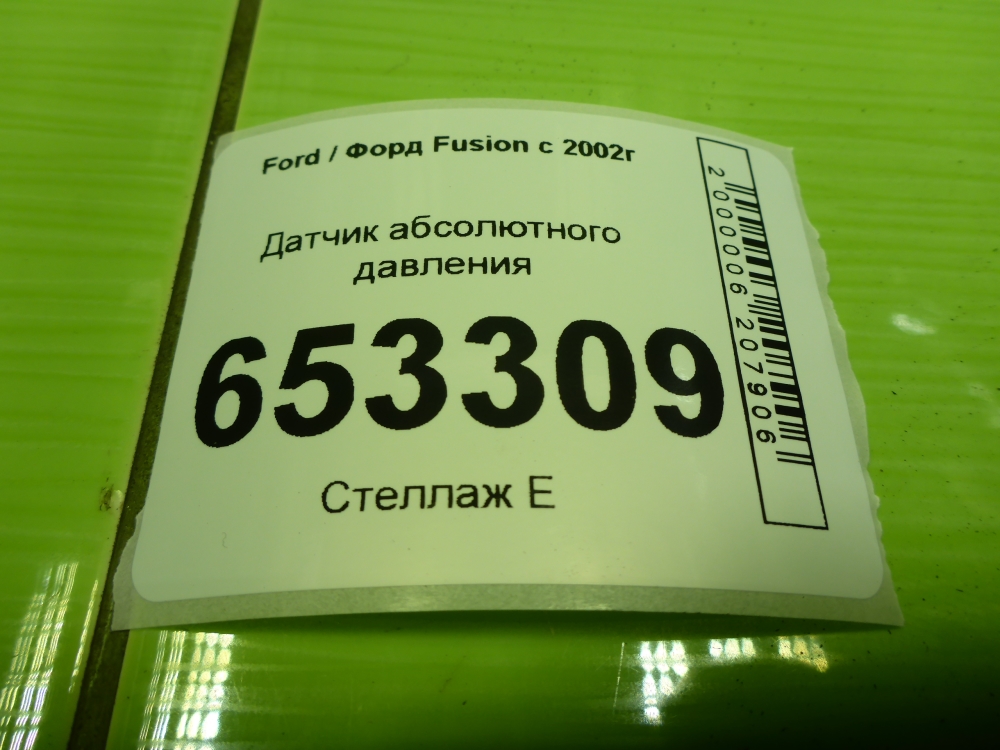 Ford / Форд Fusion с 2002г
Датчик абсолютного
давления
653309
Стеллаж Е
2000006207906